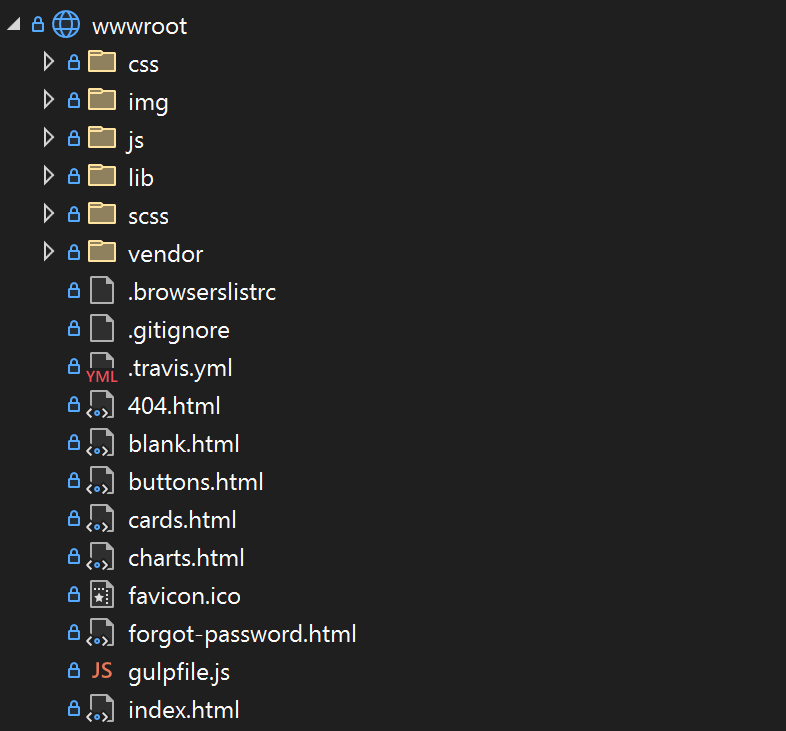 wwwroot
css
img
js
lib
scss
vendor
.browserslistrc
.gitignore
YML .travis.yml
404.html
blank.html
buttons.html
cards.html
charts.html
favicon.ico
forgot-password.html
JS gulpfile.js
index.html